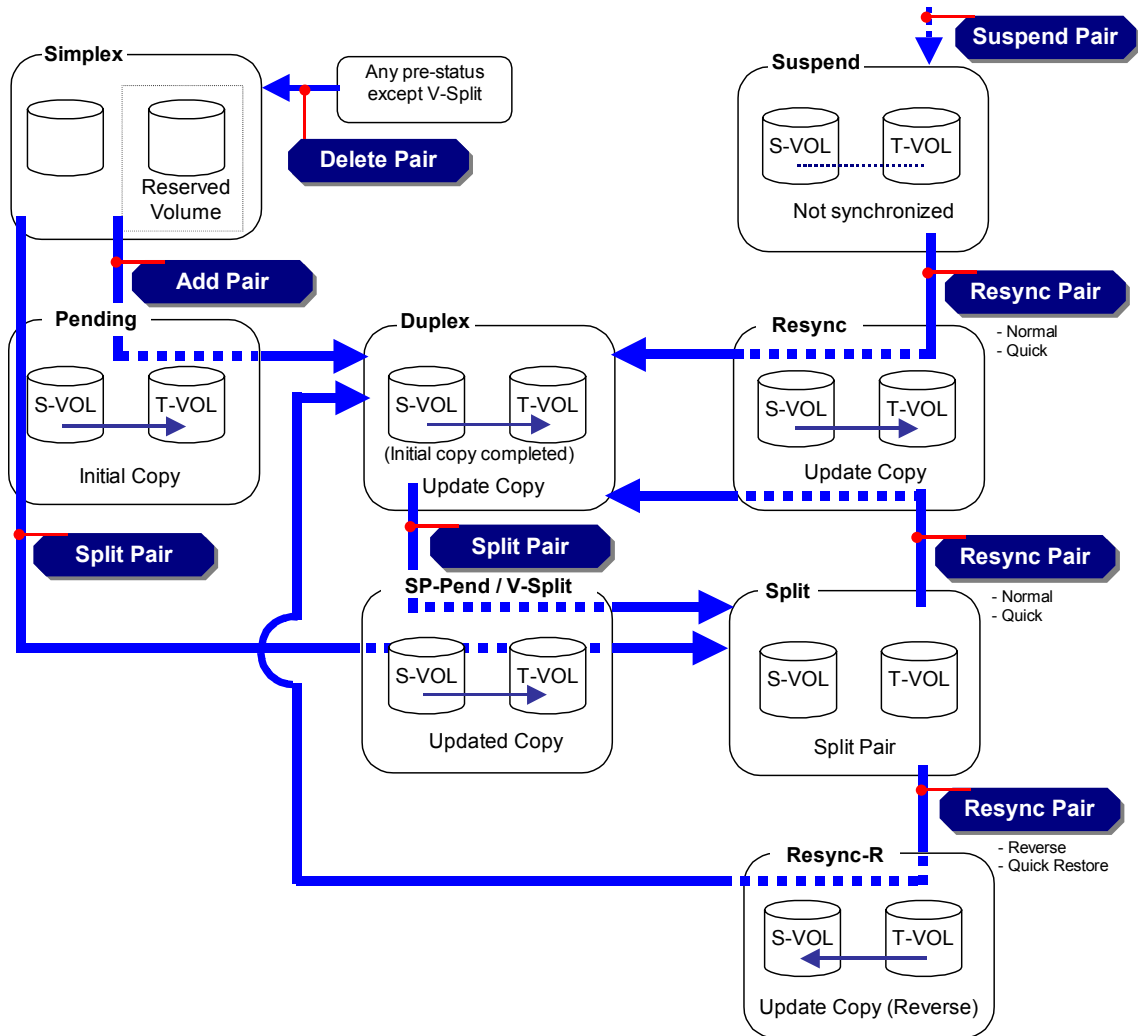 Simplex
Reserved
Volume
Any pre-status
except V-Split
Delete Pair
Suspend Pair
Suspend
S-VOL
T-VOL
Not synchronized
Add Pair
Resync Pair
- Normal
- Quick
Pending
S-VOL
T-VOL
Initial Copy
Duplex
S-VOL
T-VOL
(Initial copy completed)
Update Copy
Resync
S-VOL
T-VOL
Update Copy
Split Pair
Split Pair
Resync Pair
- Normal
- Quick
SP-Pend / V-Split
S-VOL
T-VOL
Updated Copy
Split
S-VOL
T-VOL
Split Pair
Resync Pair
- Reverse
- Quick Restore
Resync-R
S-VOL
T-VOL
Update Copy (Reverse)